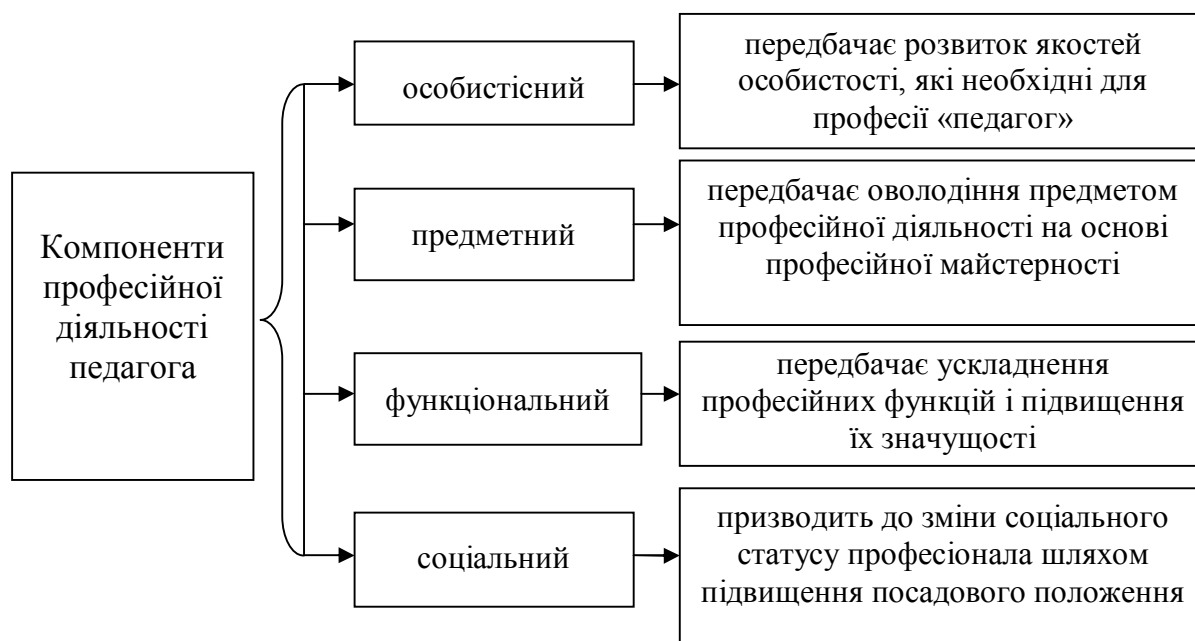 Компоненти
професійної
діяльності
педагога
особистісний
передбачає розвиток якостей
особистості, які необхідні для
професії «педагог»
предметний
передбачає оволодіння предметом
професійної діяльності на основі
професійної майстерності
функціональний
передбачає ускладнення
професійних функцій і підвищення
їх значущості
соціальний
призводить до зміни соціального
статусу професіонала шляхом
підвищення посадового положення